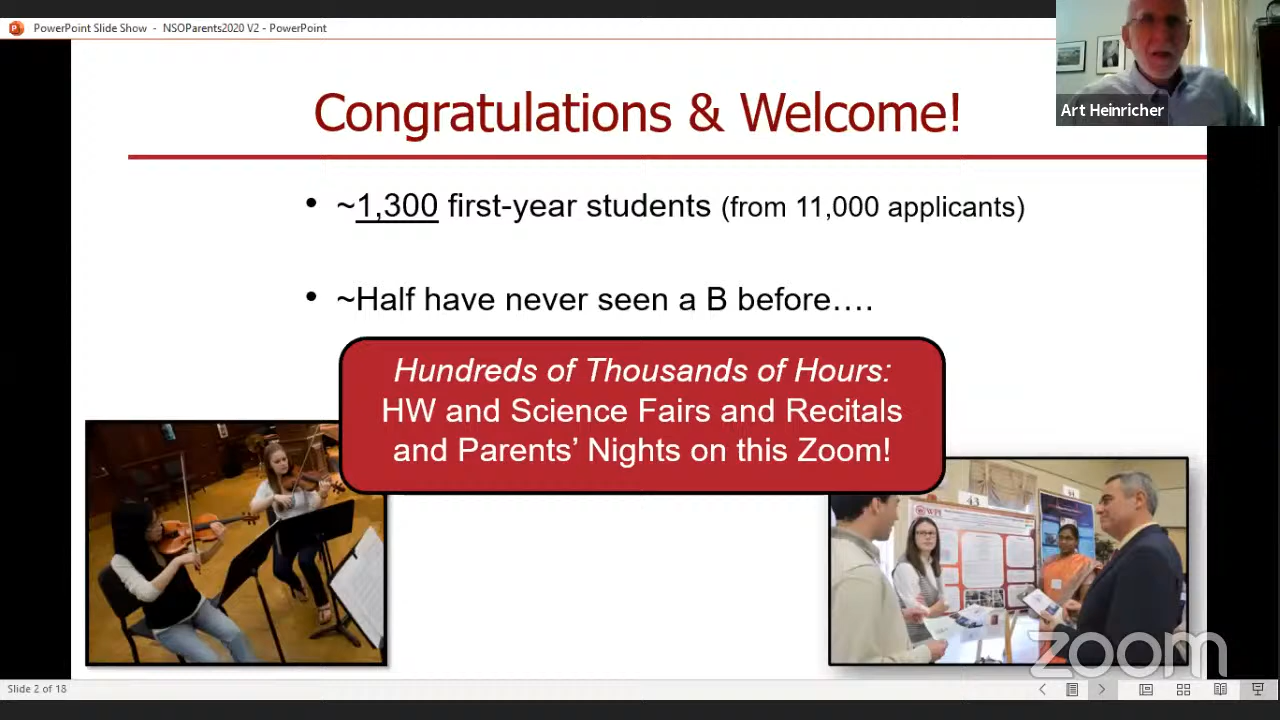 PowerPoint Slide Show - NSOParents2020 V2 - PowerPoint
Art Heinricher
Congratulations & Welcome!
• ~1,300 first-year students (from 11,000 applicants)
• ~Half have never seen a B before….
Hundreds of Thousands of Hours:
HW and Science Fairs and Recitals
and Parents’ Nights on this Zoom!
43
WPI
zoom
Slide 2 of 18